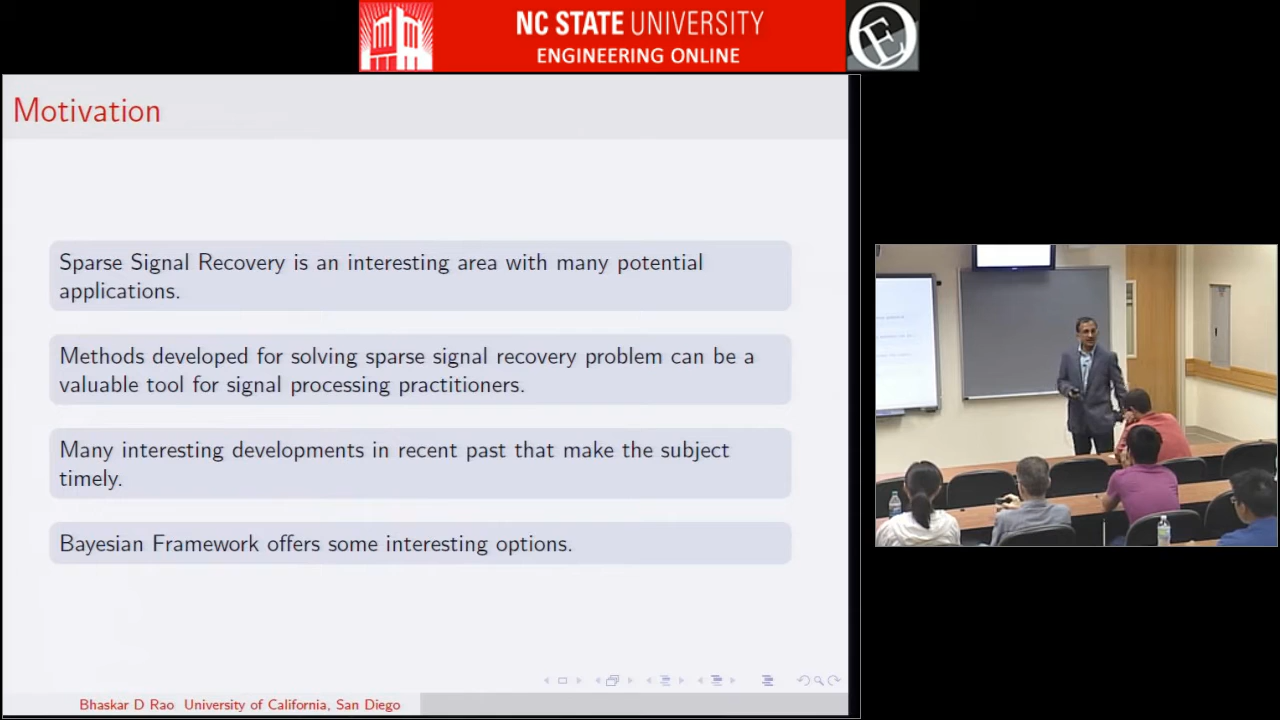 NC STATE UNIVERSITY
ENGINEERING ONLINE
OE
Motivation
Sparse Signal Recovery is an interesting area with many potential
applications.
Methods developed for solving sparse signal recovery problem can be a
valuable tool for signal processing practitioners.
Many interesting developments in recent past that make the subject
timely.
Bayesian Framework offers some interesting options.
Bhaskar D Rao University of California, San Diego